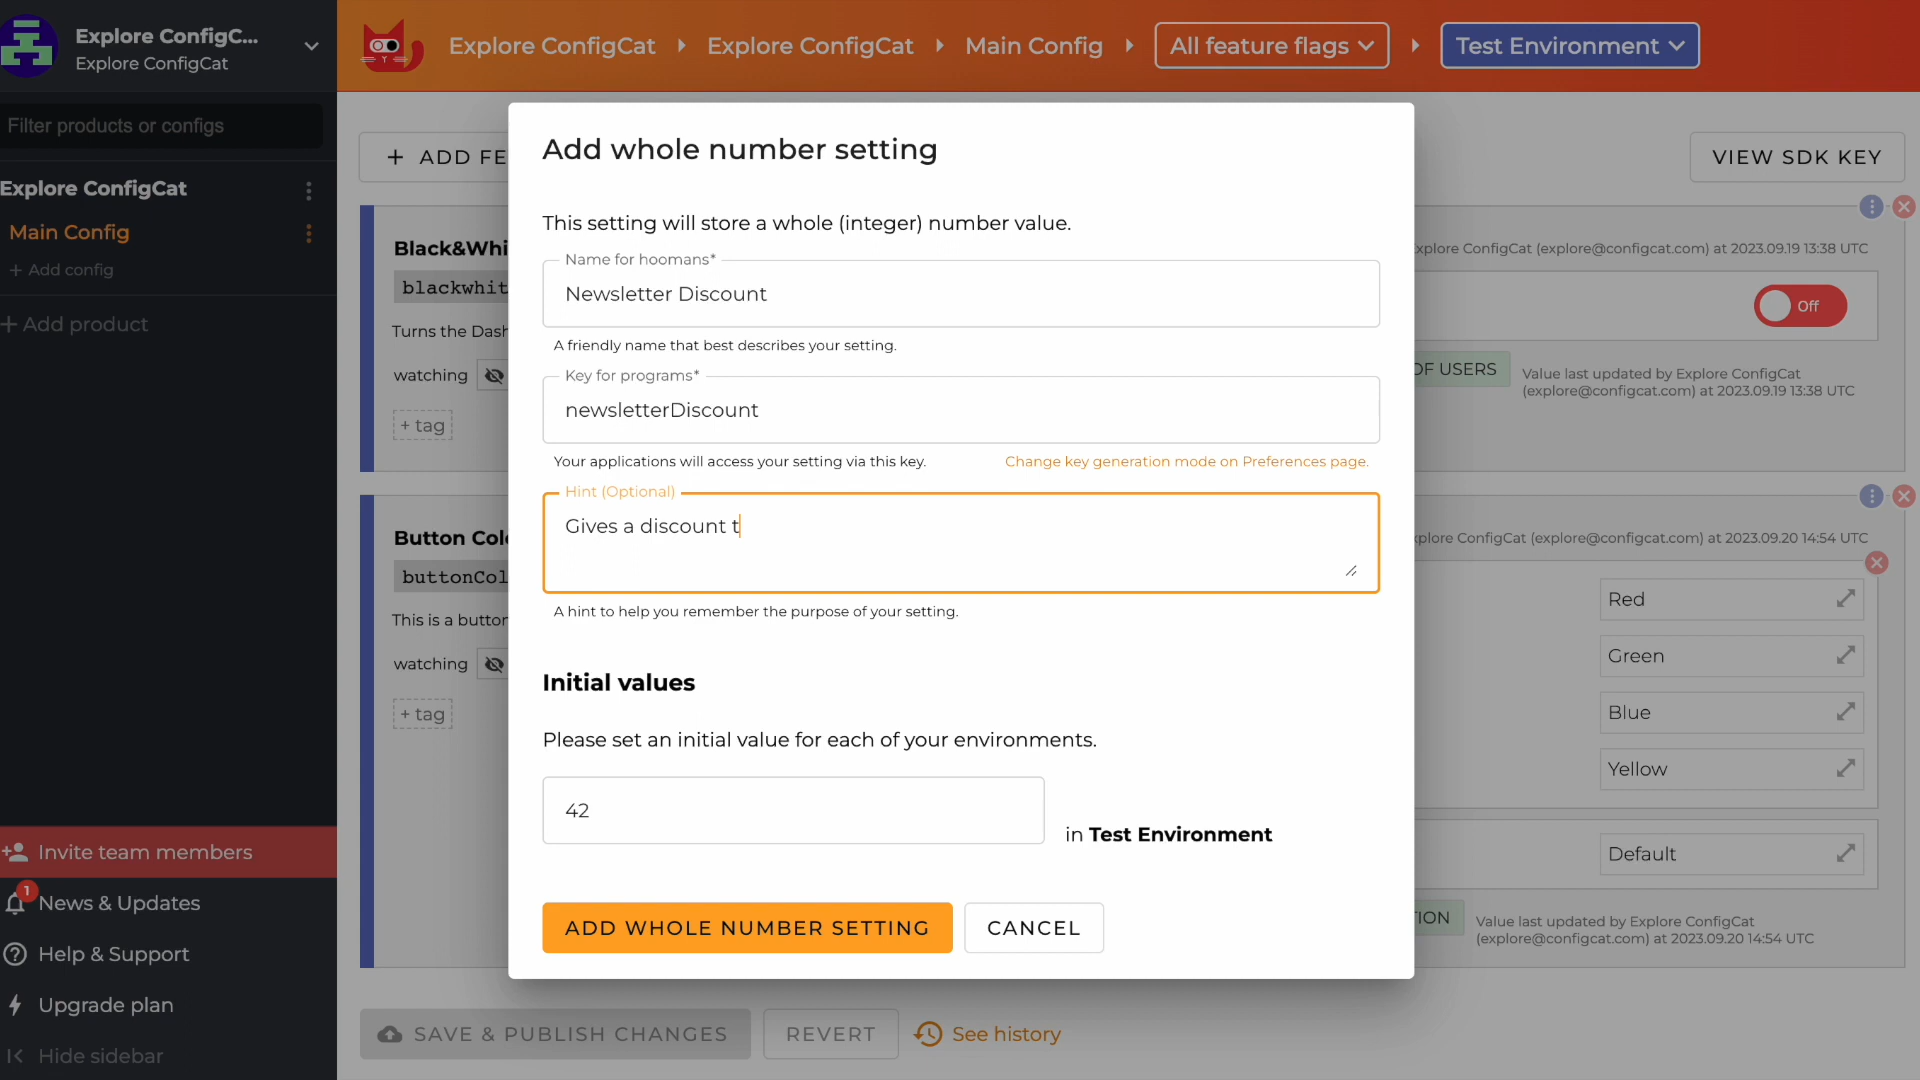 Explore ConfigC...
Explore ConfigCat
Filter products or configs
Explore ConfigCat
Main Config
+ Add config
+ Add product
Invite team members
1
News & Updates
Help & Support
Upgrade plan
Hide sidebar
Explore ConfigCat
Explore ConfigCat
Main Config
All feature flags
Test Environment
+ ADD FE
VIEW SDK KEY
Black&Whi
blackwhit
Turns the Dash
watching
+ tag
xplore ConfigCat (explore@configcat.com) at 2023.09.19 13:38 UTC
Off
OF USERS
Value last updated by Explore ConfigCat
(explore@configcat.com) at 2023.09.19 13:38 UTC
Button Colo
buttonCol
This is a button
watching
+ tag
xplore ConfigCat (explore@configcat.com) at 2023.09.20 14:54 UTC
Red
Green
Blue
Yellow
Default
TION
Value last updated by Explore ConfigCat
(explore@configcat.com) at 2023.09.20 14:54 UTC
Add whole number setting
This setting will store a whole (integer) number value.
Name for hoomans*
Newsletter Discount
A friendly name that best describes your setting.
Key for programs*
newsletterDiscount
Your applications will access your setting via this key.
Change key generation mode on Preferences page.
Hint (Optional)
Gives a discount t
A hint to help you remember the purpose of your setting.
Initial values
Please set an initial value for each of your environments.
42
in Test Environment
ADD WHOLE NUMBER SETTING
CANCEL
SAVE & PUBLISH CHANGES
REVERT
See history